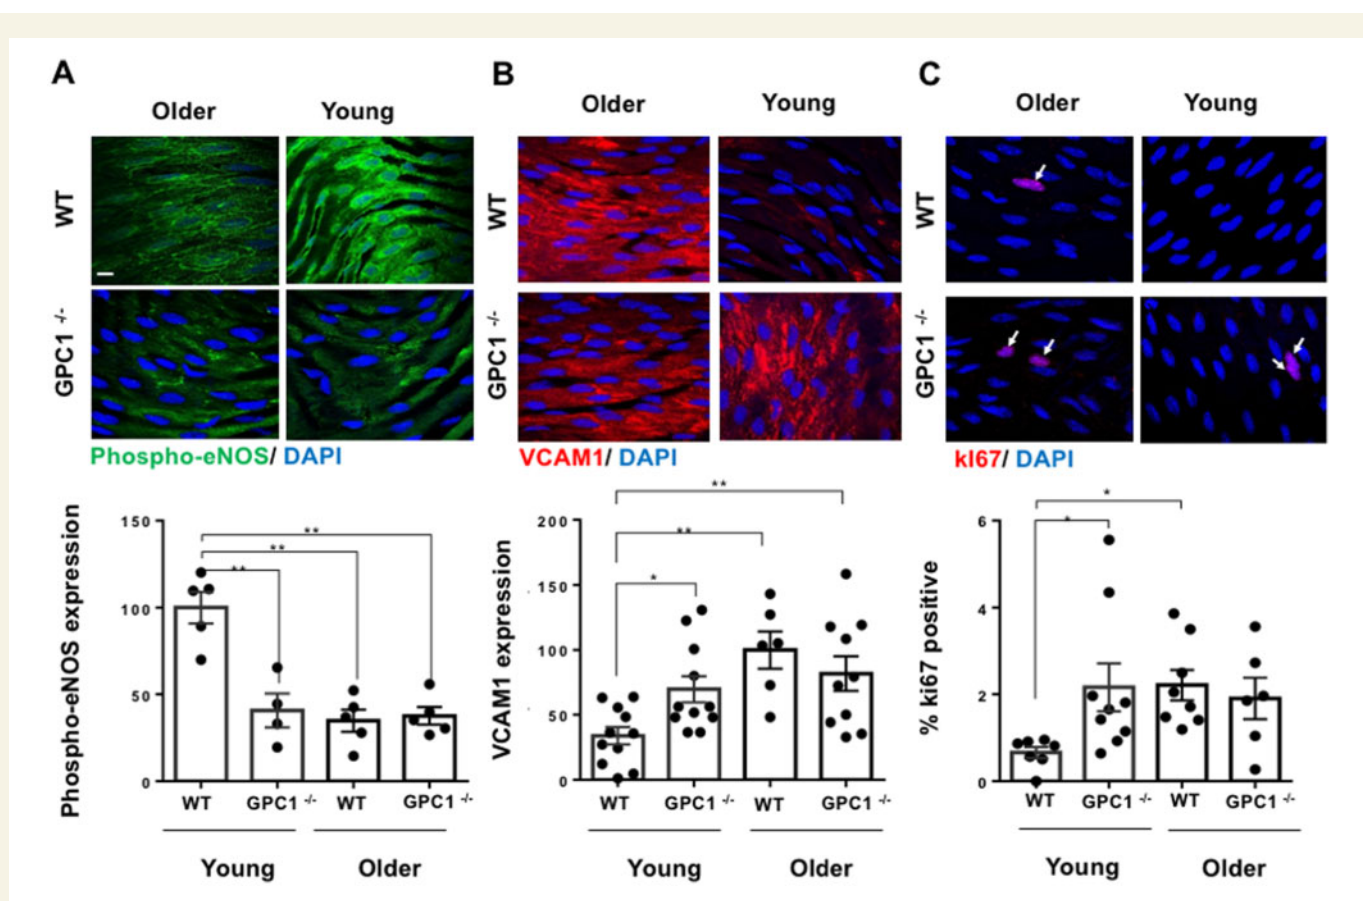 A
Older Young
WT
GPC1 -/-
Phospho-eNOS/ DAPI
Phospho-eNOS expression
150
100
50
0
**
**
**
WT GPC1 -/- WT GPC1 -/-
Young Older
B
Older Young
WT
GPC1 -/-
VCAM1/ DAPI
VCAM1 expression
200
150
100
50
0
**
**
*
WT GPC1 -/- WT GPC1 -/-
Young Older
C
Older Young
WT
GPC1 -/-
kI67/ DAPI
% ki67 positive
6
4
2
0
*
*
WT GPC1 -/- WT GPC1 -/-
Young Older